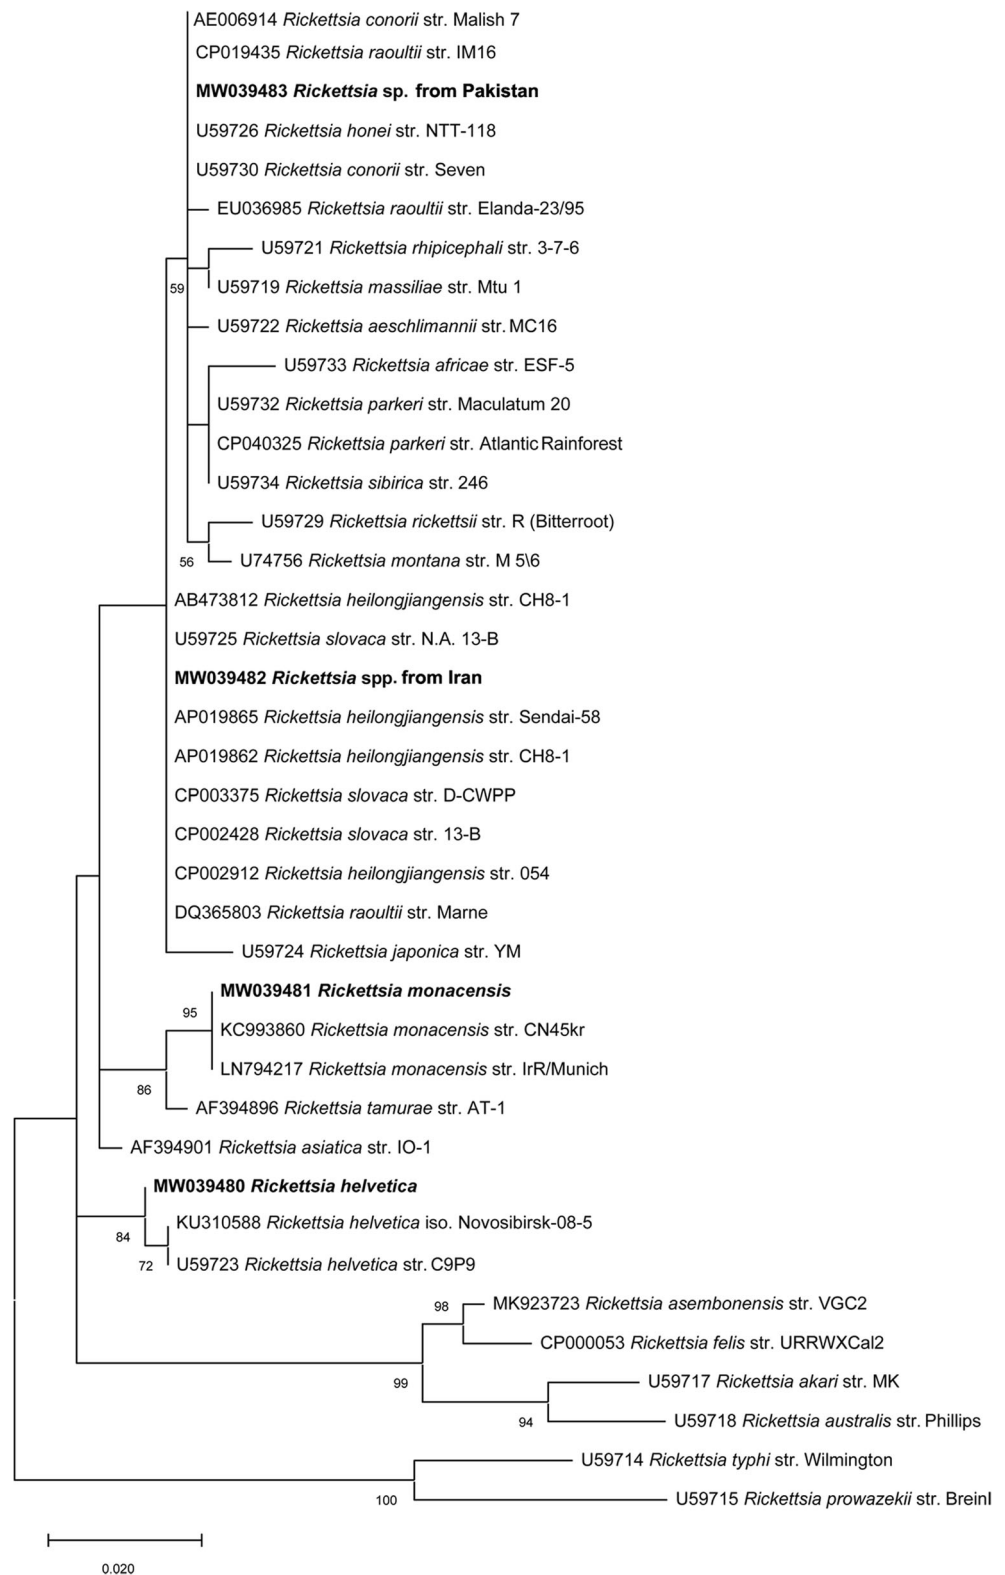 AE006914 Rickettsia conorii str. Malish 7
CP019435 Rickettsia raoultii str. IM16
MW039483 Rickettsia sp. from Pakistan
U59726 Rickettsia honei str. NTT-118
U59730 Rickettsia conorii str. Seven
EU036985 Rickettsia raoultii str. Elanda-23/95
U59721 Rickettsia rhipicephali str. 3-7-6
59
U59719 Rickettsia massiliae str. Mtu 1
U59722 Rickettsia aeschlimannii str. MC16
U59733 Rickettsia africae str. ESF-5
U59732 Rickettsia parkeri str. Maculatum 20
CP040325 Rickettsia parkeri str. Atlantic Rainforest
U59734 Rickettsia sibirica str. 246
U59729 Rickettsia rickettsii str. R (Bitterroot)
56
U74756 Rickettsia montana str. M 5\6
AB473812 Rickettsia heilongjiangensis str. CH8-1
U59725 Rickettsia slovaca str. N.A. 13-B
MW039482 Rickettsia spp. from Iran
AP019865 Rickettsia heilongjiangensis str. Sendai-58
AP019862 Rickettsia heilongjiangensis str. CH8-1
CP003375 Rickettsia slovaca str. D-CWPP
CP002428 Rickettsia slovaca str. 13-B
CP002912 Rickettsia heilongjiangensis str. 054
DQ365803 Rickettsia raoultii str. Marne
U59724 Rickettsia japonica str. YM
MW039481 Rickettsia monacensis
95
KC993860 Rickettsia monacensis str. CN45kr
LN794217 Rickettsia monacensis str. IrR/Munich
86
AF394896 Rickettsia tamurae str. AT-1
AF394901 Rickettsia asiatica str. IO-1
MW039480 Rickettsia helvetica
KU310588 Rickettsia helvetica iso. Novosibirsk-08-5
84
72
U59723 Rickettsia helvetica str. C9P9
98
MK923723 Rickettsia asembonensis str. VGC2
CP000053 Rickettsia felis str. URRWXCal2
99
U59717 Rickettsia akari str. MK
94
U59718 Rickettsia australis str. Phillips
U59714 Rickettsia typhi str. Wilmington
100
U59715 Rickettsia prowazekii str. Breinl
0.020